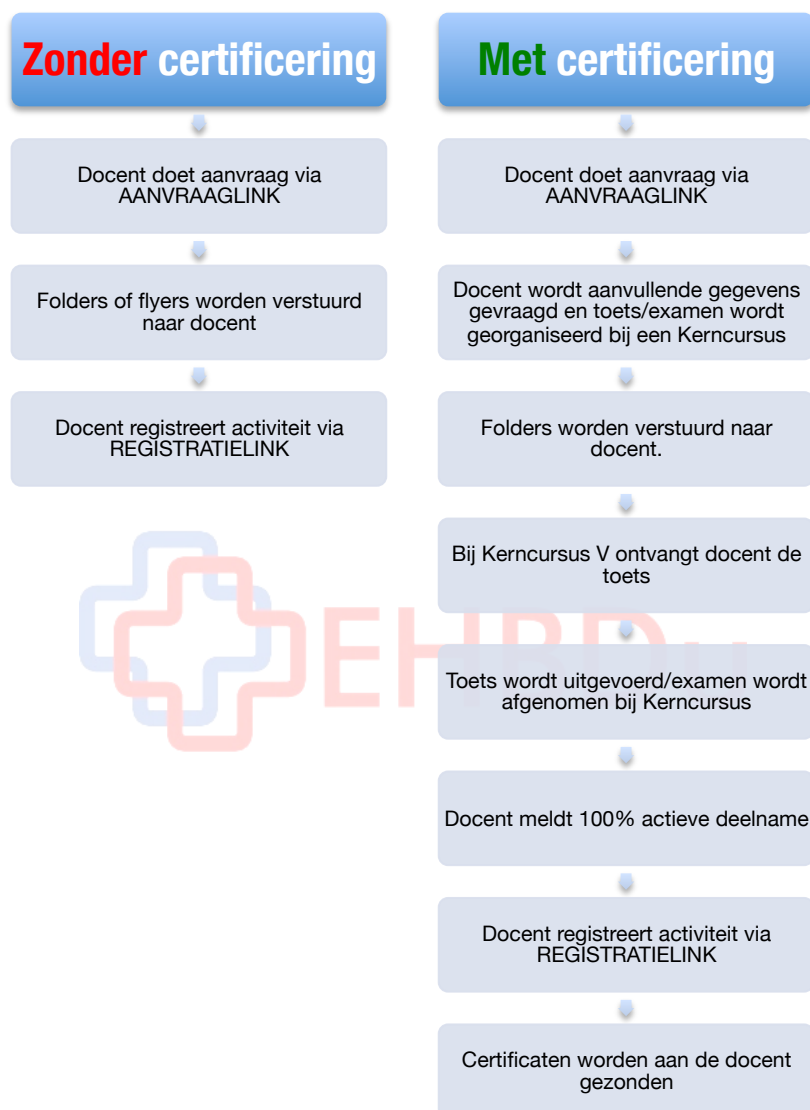 Zonder certificering
Docent doet aanvraag via
AANVRAAGLINK
Folders of flyers worden verstuurd
naar docent
Docent registreert activiteit via
REGISTRATIELINK
Met certificering
Docent doet aanvraag via
AANVRAAGLINK
Docent wordt aanvullende gegevens
gevraagd en toets/examen wordt
georganiseerd bij een Kerncursus
Folders worden verstuurd naar
docent.
Bij Kerncursus V ontvangt docent de
toets
Toets wordt uitgevoerd/examen wordt
afgenomen bij Kerncursus
Docent meldt 100% actieve deelname
Docent registreert activiteit via
REGISTRATIELINK
Certificaten worden aan de docent
gezonden